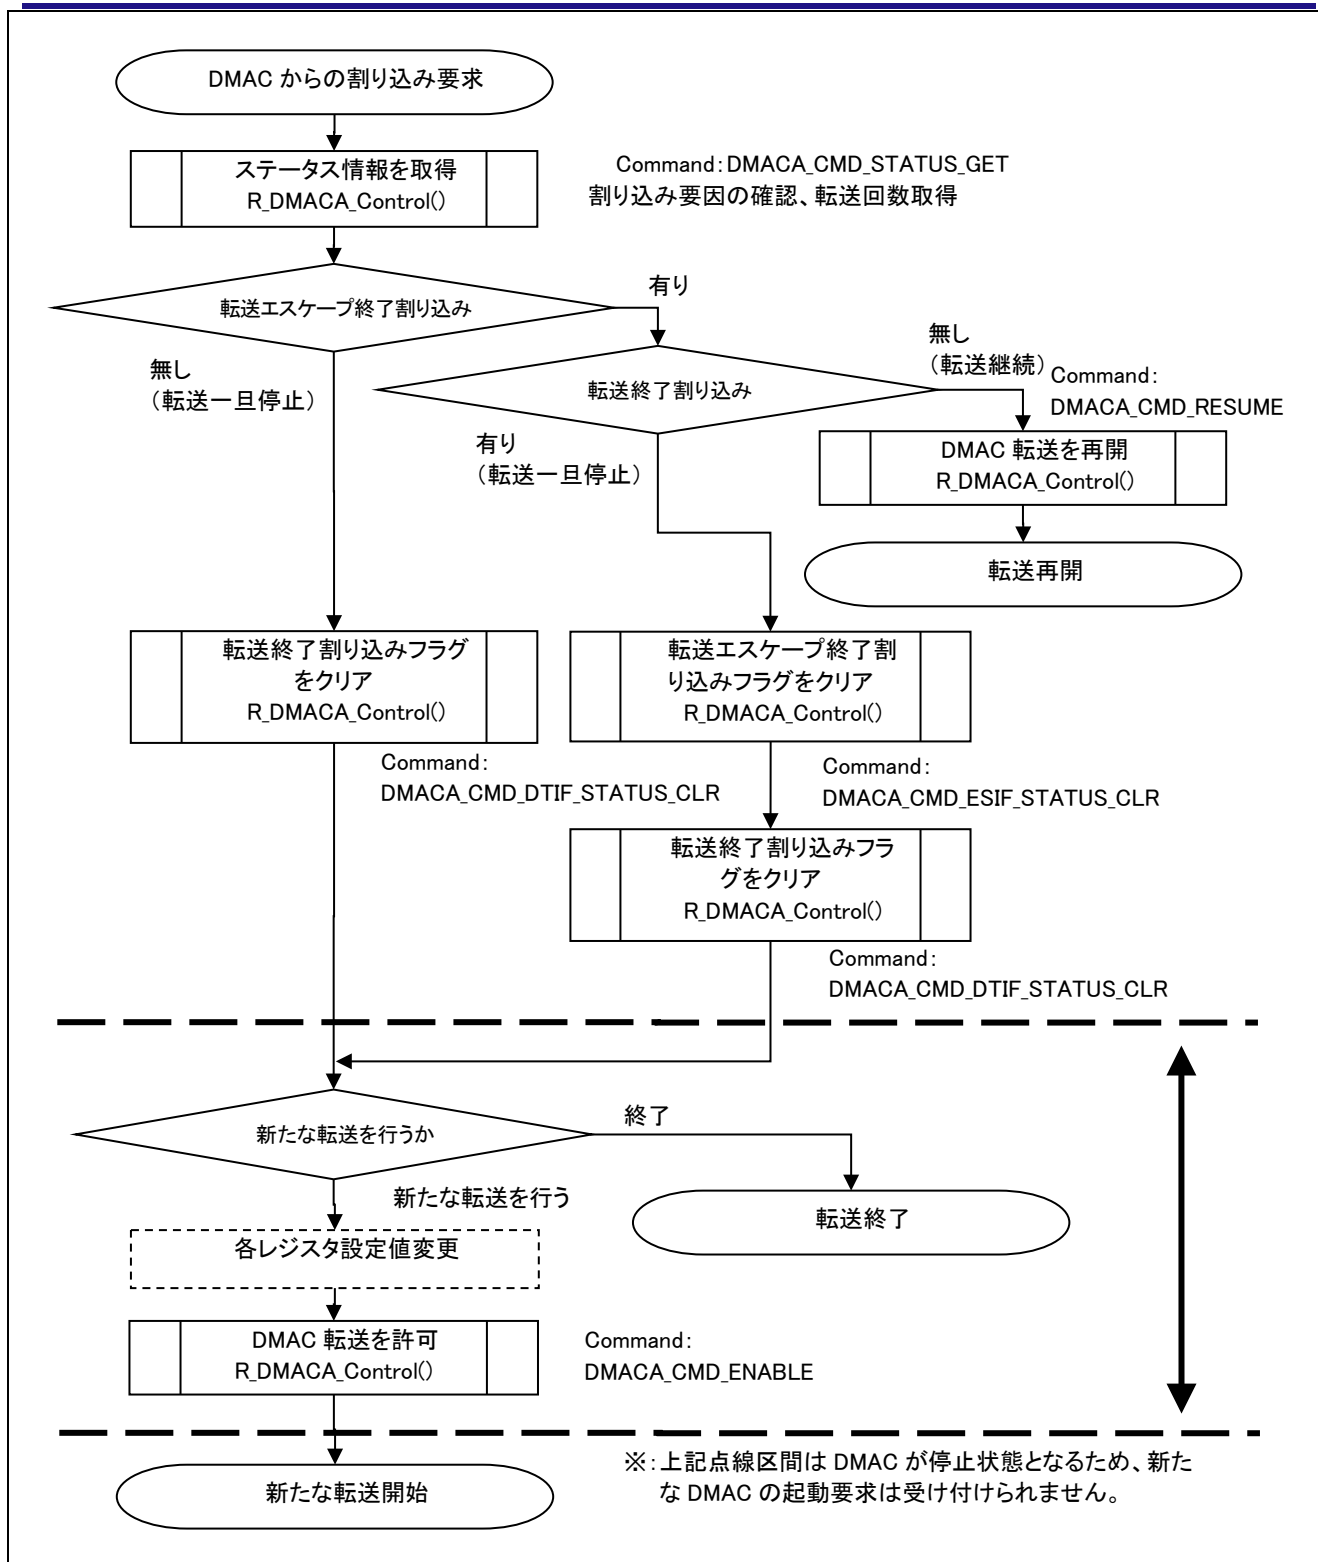 DMAC からの割り込み要求
ステータス情報を取得
R_DMACA_Control()
Command：DMACA_CMD_STATUS_GET
割り込み要因の確認、転送回数取得
転送エスケープ終了割り込み
有り
無し
（転送一旦停止）
転送終了割り込み
無し
（転送継続）
Command：
DMACA_CMD_RESUME
有り
（転送一旦停止）
DMAC 転送を再開
R_DMACA_Control()
転送再開
転送終了割り込みフラグ
をクリア
R_DMACA_Control()
Command：
DMACA_CMD_DTIF_STATUS_CLR
転送エスケープ終了割
り込みフラグをクリア
R_DMACA_Control()
Command：
DMACA_CMD_ESIF_STATUS_CLR
転送終了割り込みフラ
グをクリア
R_DMACA_Control()
Command：
DMACA_CMD_DTIF_STATUS_CLR
新たな転送を行うか
終了
新たな転送を行う
転送終了
各レジスタ設定値変更
DMAC 転送を許可
R_DMACA_Control()
Command：
DMACA_CMD_ENABLE
新たな転送開始
※：上記点線区間は DMAC が停止状態となるため、新た
な DMAC の起動要求は受け付けられません。